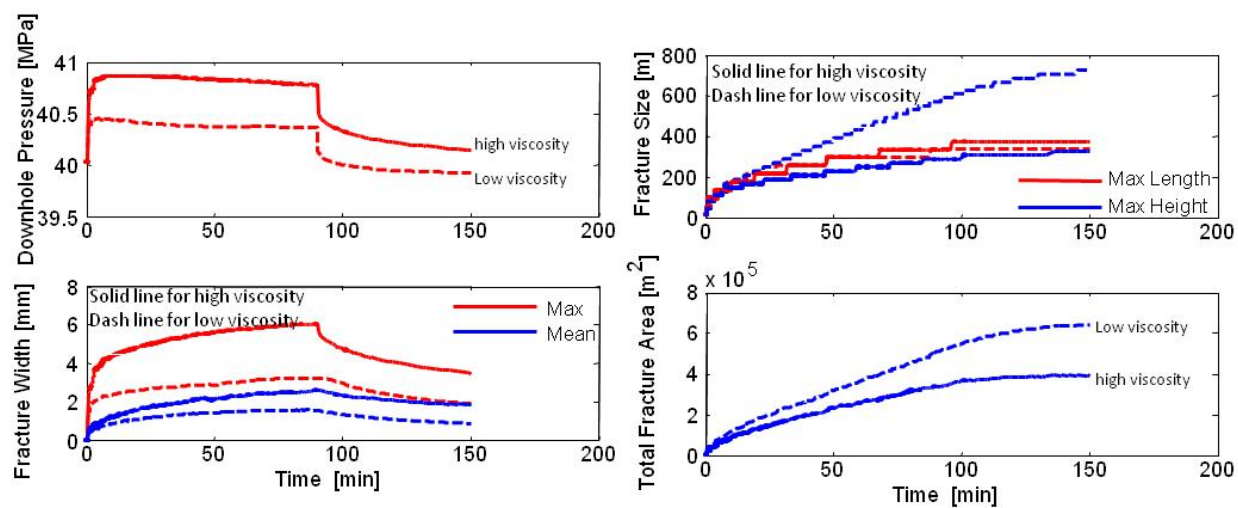 Downhole Pressure [MPa]
41
40.5
40
39.5
high viscosity
Low viscosity
0
50
100
150
200
Fracture Size [m]
800
600
400
200
0
Solid line for high viscosity
Dash line for low viscosity
Max Length
Max Height
0
50
100
150
200
Fracture Width [mm]
8
6
4
2
0
Solid line for high viscosity
Dash line for low viscosity
Max
Mean
0
50
100
150
200
Time [min]
Total Fracture Area [m2]
x 10 5
8
6
4
2
0
Low viscosity
high viscosity
0
50
100
150
200
Time [min]